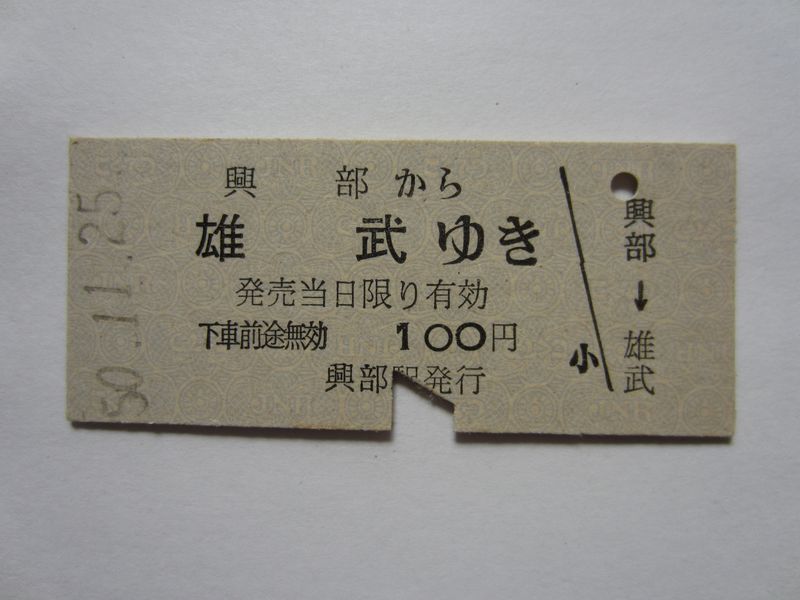 50.11.25
興部から
雄武ゆき
発売当日限り有効
下車前途無効 100円
興部駅発行
小
興部→雄武